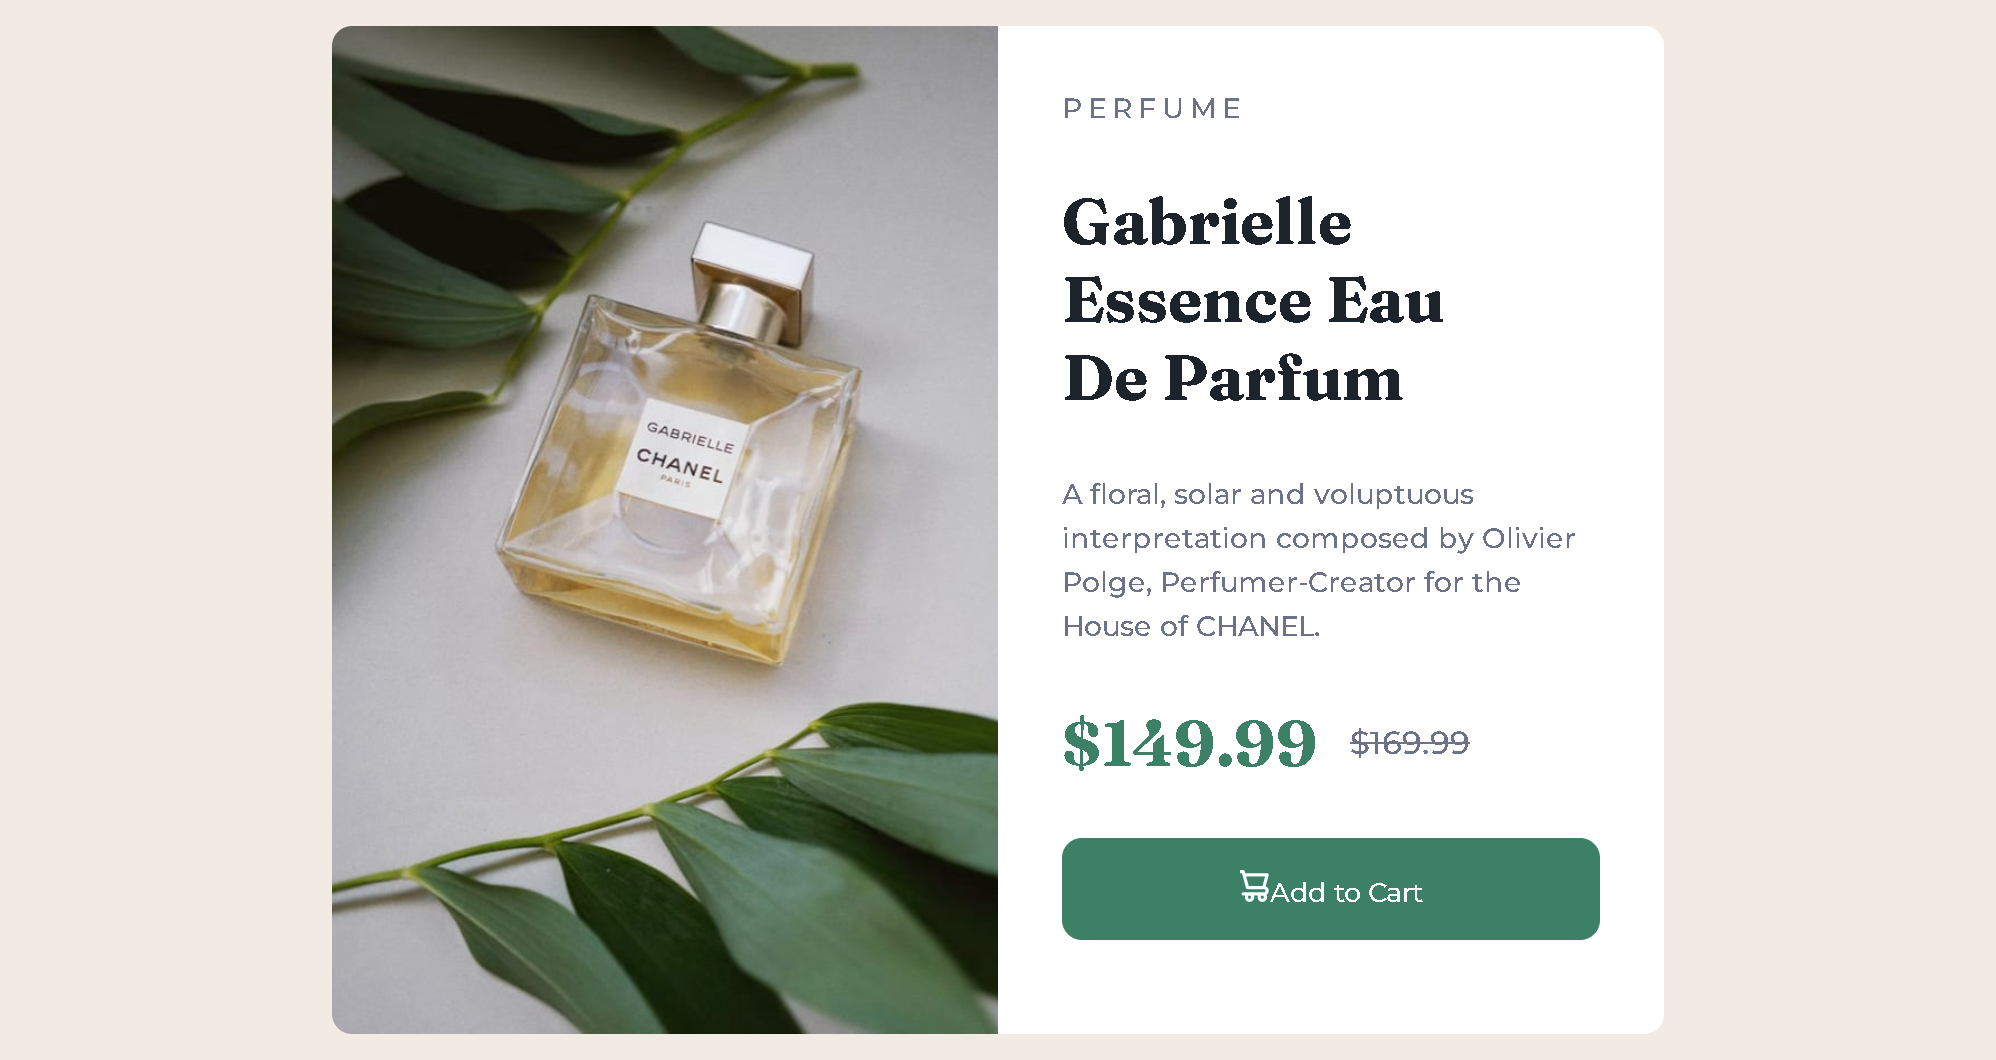 GABRIELLE
CHANEL
PARIS
PERFUME
Gabrielle
Essence Eau
De Parfum
A floral, solar and voluptuous
interpretation composed by Olivier
Polge, Perfumer-Creator for the
House of CHANEL.
$149.99 $169.99
Add to Cart